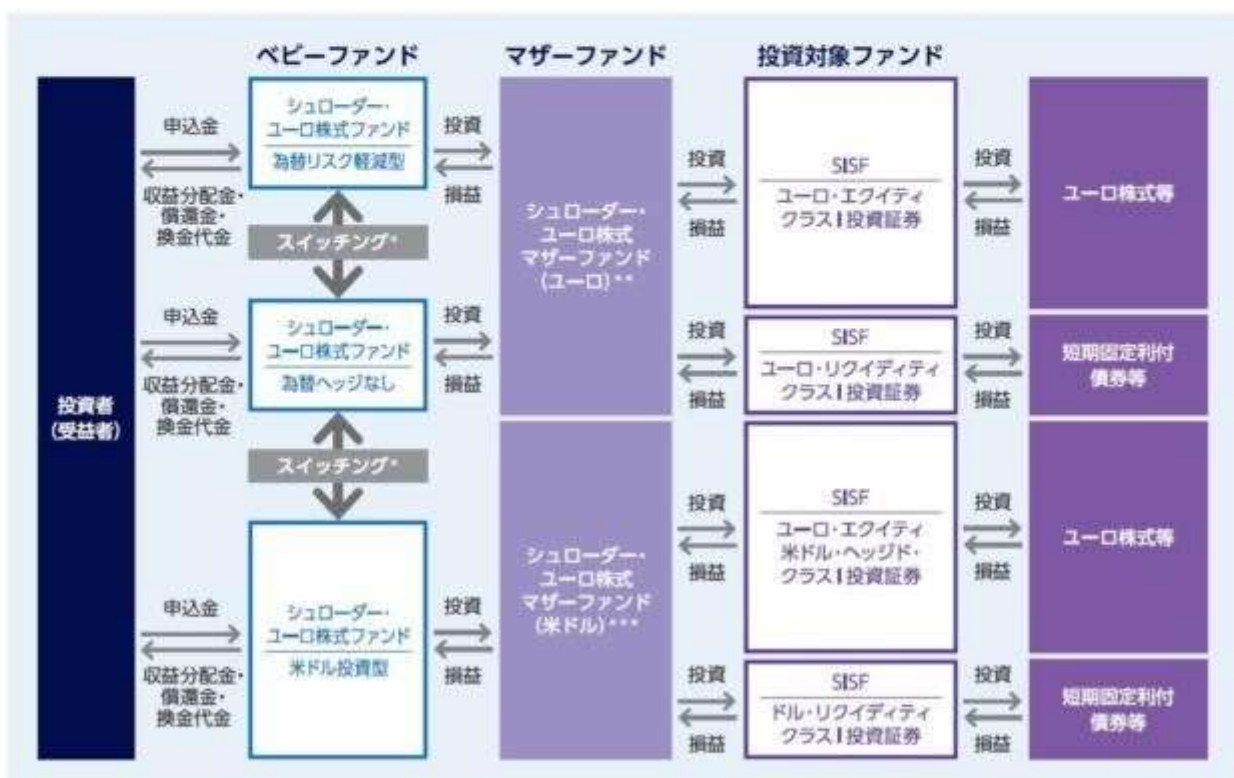 ベビーファンド
マザーファンド
投資対象ファンド
投資者
(受益者)
申込金
収益分配金・
償還金・
換金代金
シュローダー・
ユーロ株式ファンド
為替リスク軽減型
投資
損益
スイッチング*
申込金
収益分配金・
償還金・
換金代金
シュローダー・
ユーロ株式ファンド
為替ヘッジなし
投資
損益
スイッチング*
申込金
収益分配金・
償還金・
換金代金
シュローダー・
ユーロ株式ファンド
米ドル投資型
投資
損益
シュローダー・
ユーロ株式
マザーファンド
(ユーロ)**
投資
損益
SISF
ユーロ・エクイティ
クラスI投資証券
投資
損益
ユーロ株式等
投資
損益
SISF
ユーロ・リクイディティ
クラスI投資証券
投資
損益
短期固定利付
債券等
シュローダー・
ユーロ株式
マザーファンド
(米ドル)***
投資
損益
SISF
ユーロ・エクイティ
米ドル・ヘッジド・
クラスI投資証券
投資
損益
ユーロ株式等
投資
損益
SISF
ドル・リクイディティ
クラスI投資証券
投資
損益
短期固定利付
債券等